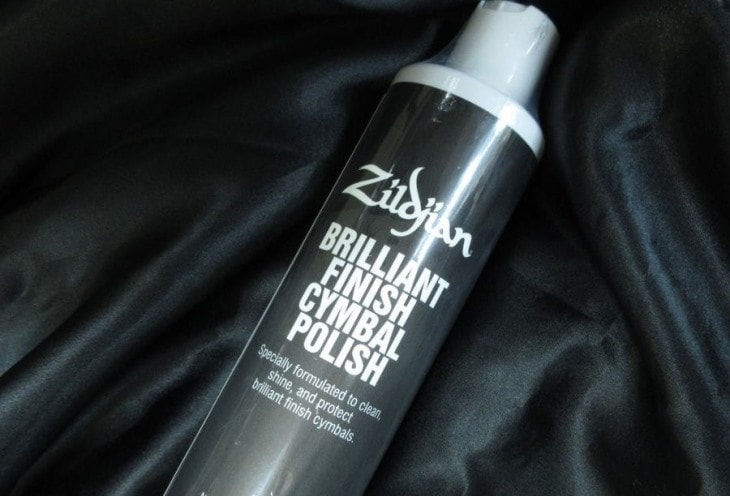 Zildjian
BRILLIANT
FINISH
CYMBAL
POLISH
Specially formulated to clean,
shine, and protect
brilliant finish cymbals.